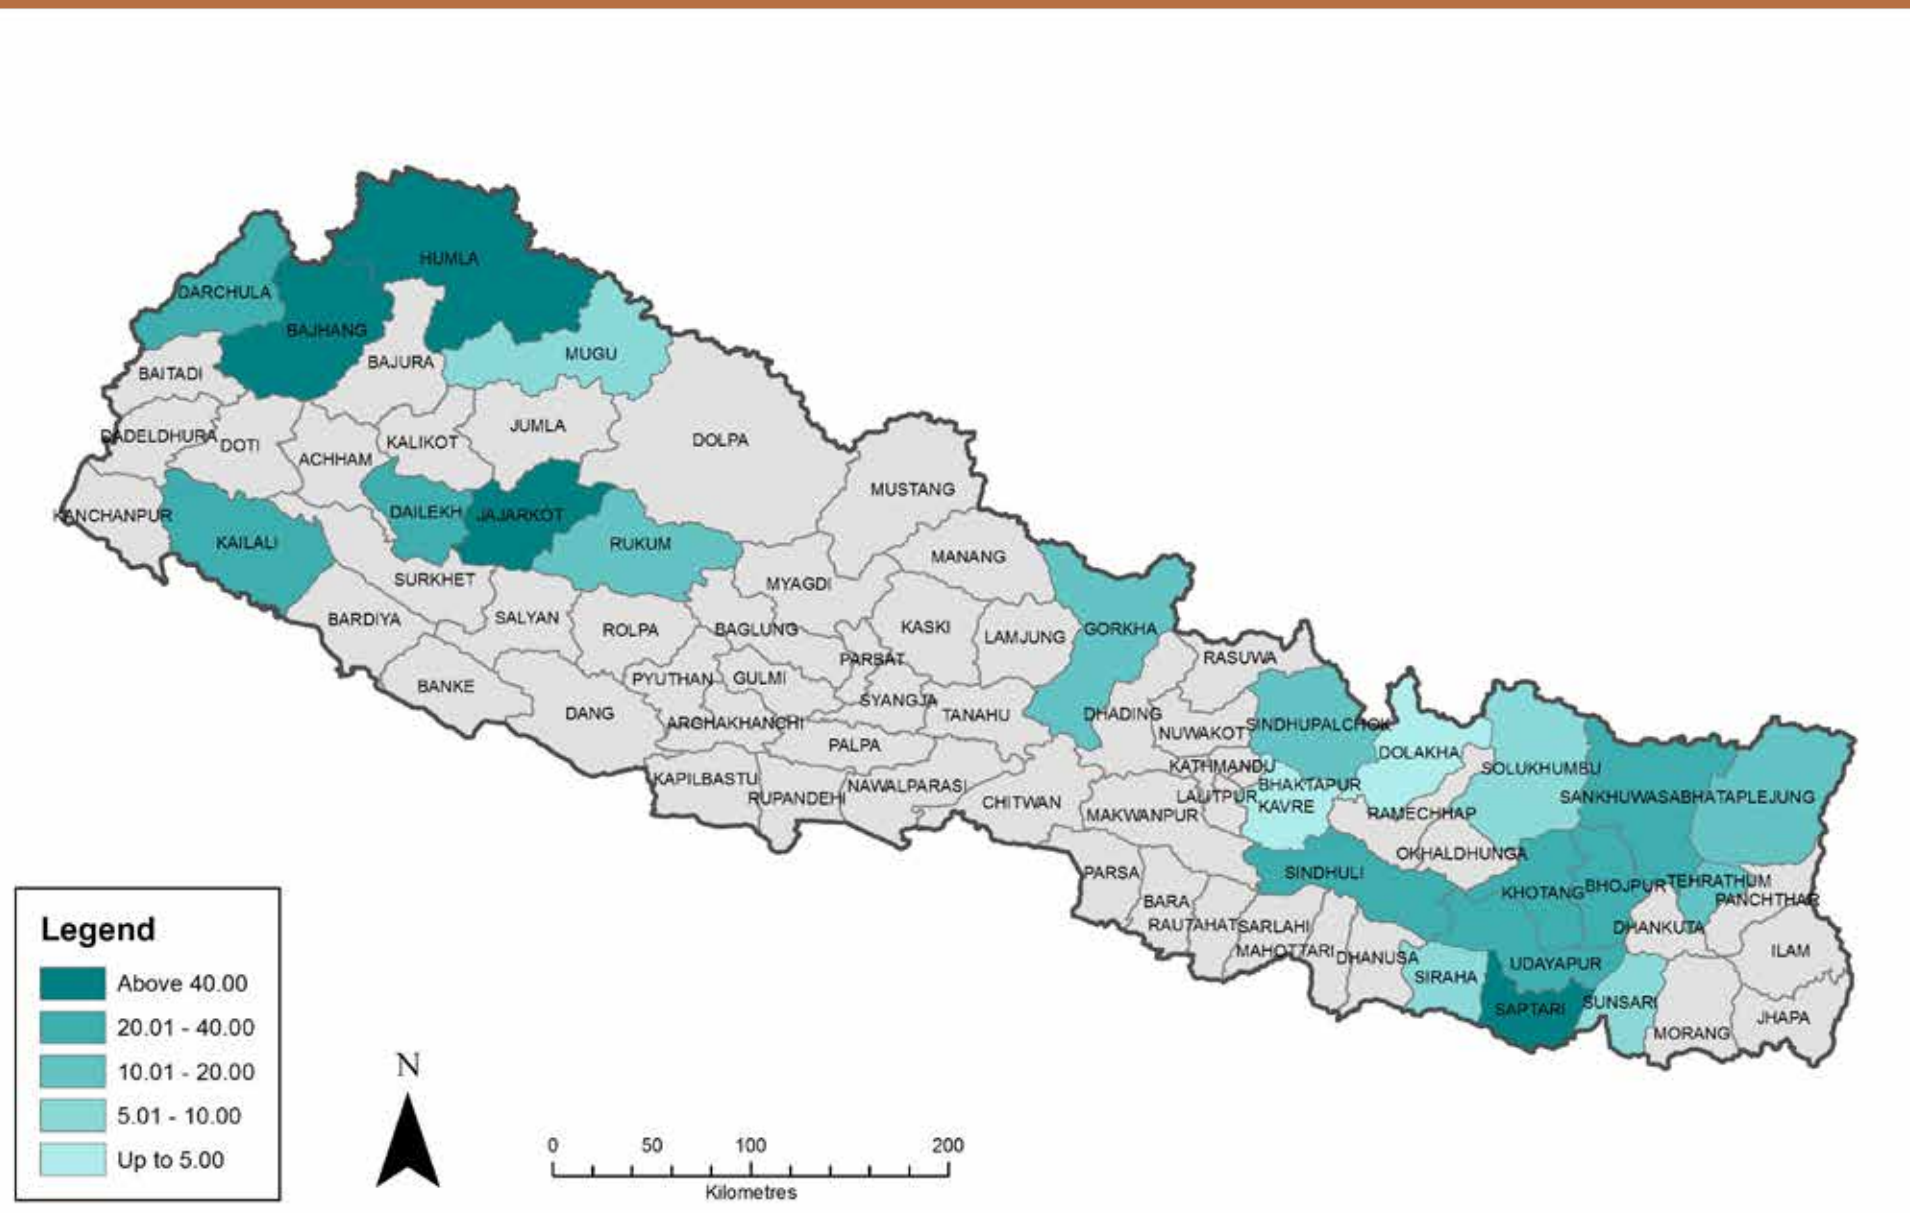 HUMLA
DARCHULA
BAJHANG
MUGU
BAJURA
BAITADI
JUMLA
DADELDHURA
DOTI
KALIKOT
DOLPA
ACHHAM
MUSTANG
KANCHANPUR
DAILEKH
JAJARKOT
KAILALI
RUKUM
MANANG
SURKHET
MYAGDI
BARDIYA
SALYAN
ROLPA
BAGLUNG
KASKI
LAMJUNG
GORKHA
PARBAT
RASUWA
BANKE
PYUTHAN
GULMI
SYANGJA
DANG
ARGHAKHANCHI
TANAHU
DHADING
NUWAKOT
SINDHUPALCHOK
PALPA
DOLAKHA
KATHMANDU
SOLUKHUMBU
KAPILBASTU
RUPANDEHI
NAWALPARASI
CHITWAN
LALITPUR
BHAKTAPUR
KAVRE
SANKHUWASABHA
TAPLEJUNG
MAKWANPUR
RAMECHHAP
OKHALDHUNGA
PARSA
SINDHULI
KHOTANG
BHOJPUR
TEHRATHUM
PANCHTHAR
BARA
RAUTAHAT
SARLAHI
DHANKUTA
MAHOTTARI
DHANUSA
ILAM
SIRAHA
UDAYAPUR
SAPTARI
SUNSARI
MORANG
JHAPA
Legend
Above 40.00
20.01 - 40.00
10.01 - 20.00
5.01 - 10.00
Up to 5.00
N
0 50 100 200
Kilometres